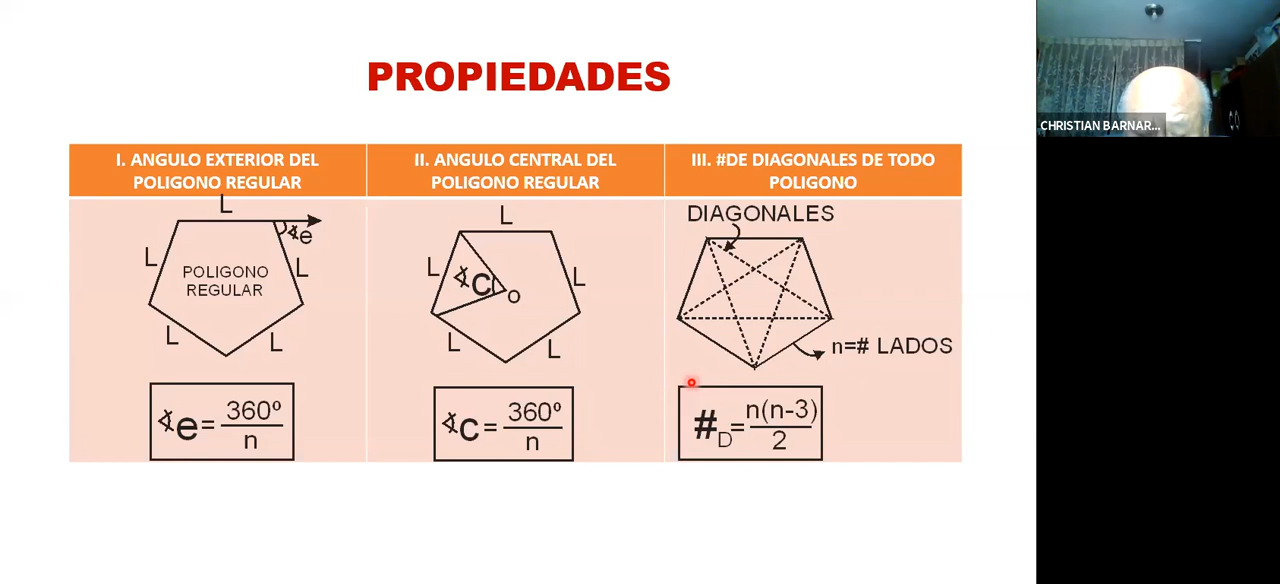 PROPIEDADES
I. ANGULO EXTERIOR DEL
POLIGONO REGULAR
II. ANGULO CENTRAL DEL
POLIGONO REGULAR
III. #DE DIAGONALES DE TODO
POLIGONO
L
∢e
L
L
POLIGONO
REGULAR
L
L
∢e = 360º
n
L
L
L
∢C
O
L
L
∢c = 360º
n
DIAGONALES
n=# LADOS
#D= n(n-3)
2
CHRISTIAN BARNAR...